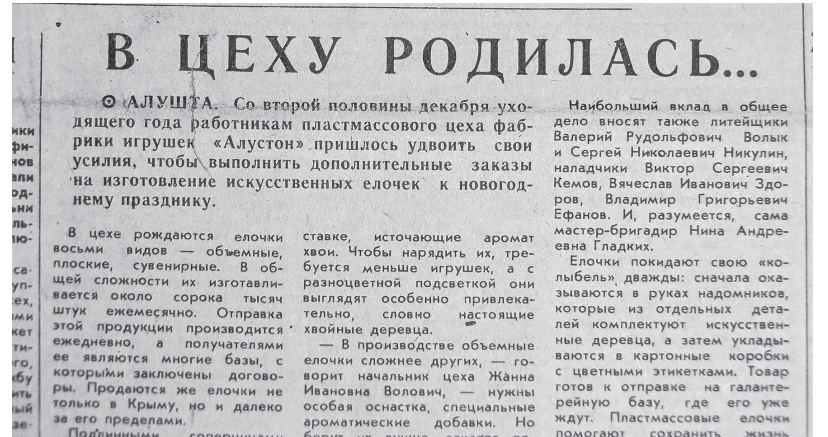 В ЦЕХУ РОДИЛАСЬ...
АЛУШТА. Со второй половины декабря ухо-
дящего года работникам пластмассового цеха фаб-
рики игрушек «Алустон» пришлось удвоить свои
усилия, чтобы выполнить дополнительные заказы
на изготовление искусственных елочек к новогод-
нему празднику.
В цехе рождаются елочки
восьми видов — объемные,
плоские, сувенирные. В об-
щей сложности их изготавли-
вается около сорока тысяч
штук ежемесячно. Отправка
этой продукции производится
ежедневно, а получателями
ее являются многие базы, с
которыми заключены догово-
ры. Продаются же елочки не
только в Крыму, но и далеко
за его пределами.
Подлинными соперницами
ставке, источающие аромат
хвои. Чтобы нарядить их, тре-
буется меньше игрушек, а с
разноцветной подсветкой они
выглядят особенно привлека-
тельно, словно настоящие
хвойные деревца.
— В производстве объемные
елочки сложнее других, — го-
ворит начальник цеха Жанна
Ивановна Волович, — нужны
особая оснастка, специальные
ароматические добавки. Но
Наибольший вклад в общее
дело вносят также литейщики
Валерий Рудольфович Волык
и Сергей Николаевич Никулин,
наладчики Виктор Сергеевич
Кемов, Вячеслав Иванович Здо-
ров, Владимир Григорьевич
Ефанов. И, разумеется, сама
мастер-бригадир Нина Андре-
евна Гладких.
Елочки покидают свою «ко-
лыбель» дважды: сначала ока-
зываются в руках надомников,
которые из отдельных дета-
лей комплектуют искусствен-
ные деревца, а затем уклады-
ваются в картонные коробки
с цветными этикетками. Товар
готов к отправке на галанте-
рейную базу, где его уже
ждут. Пластмассовые елочки
помогают сохранить жизнь